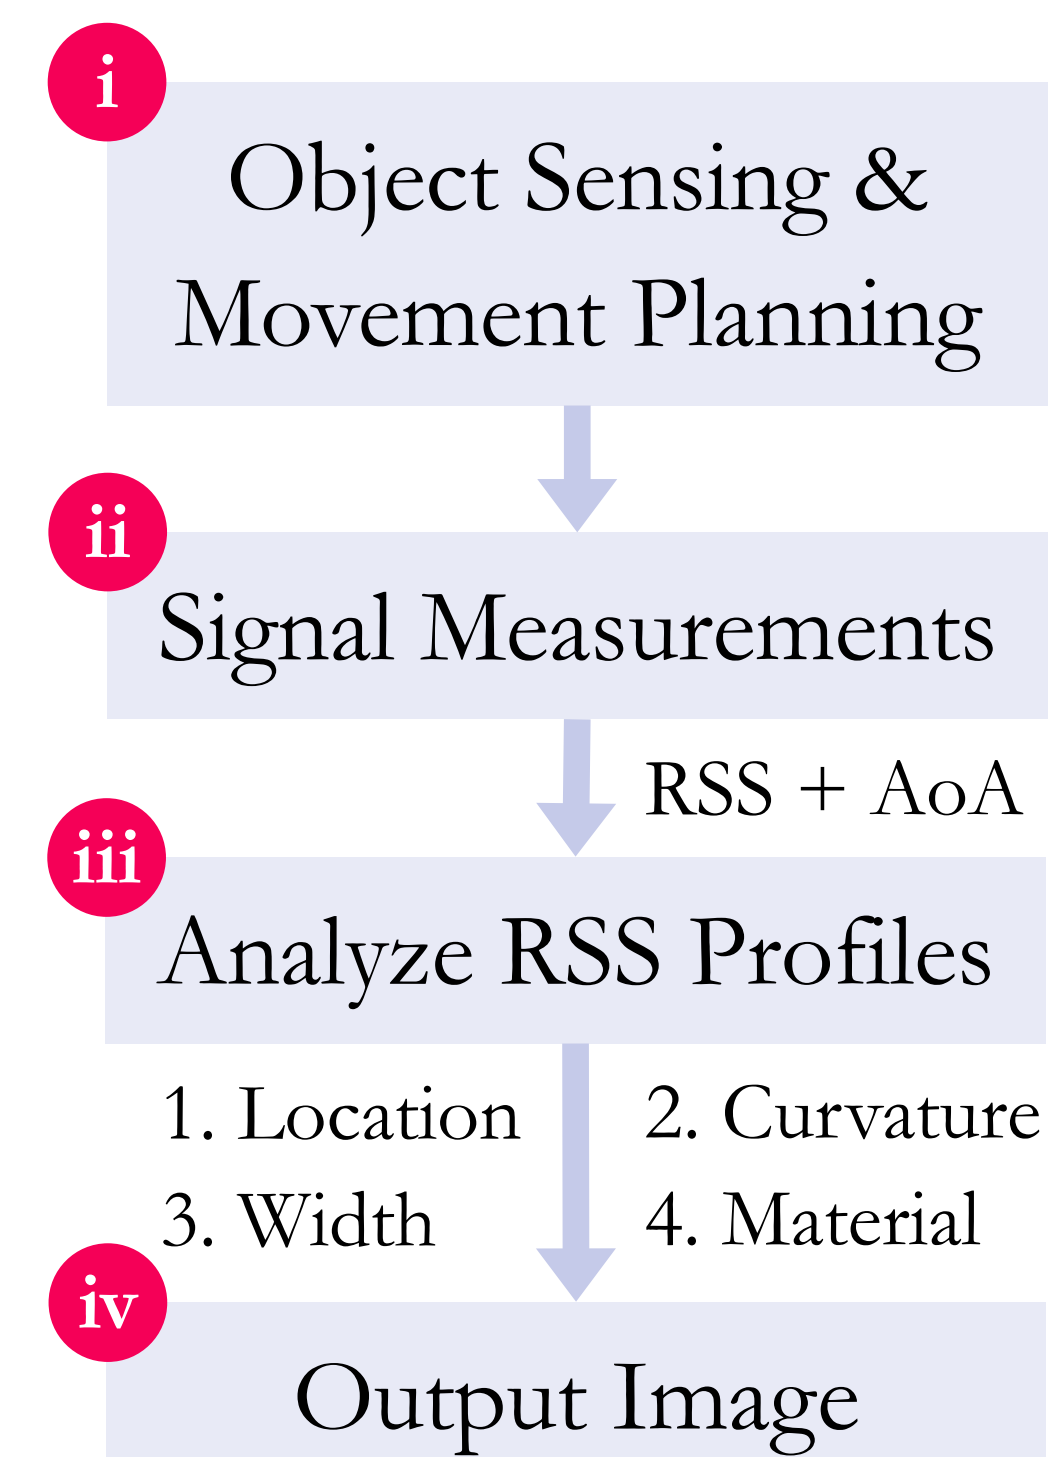 i
Object Sensing &
Movement Planning
ii
Signal Measurements
RSS + AoA
iii
Analyze RSS Profiles
1. Location
2. Curvature
3. Width
4. Material
iv
Output Image